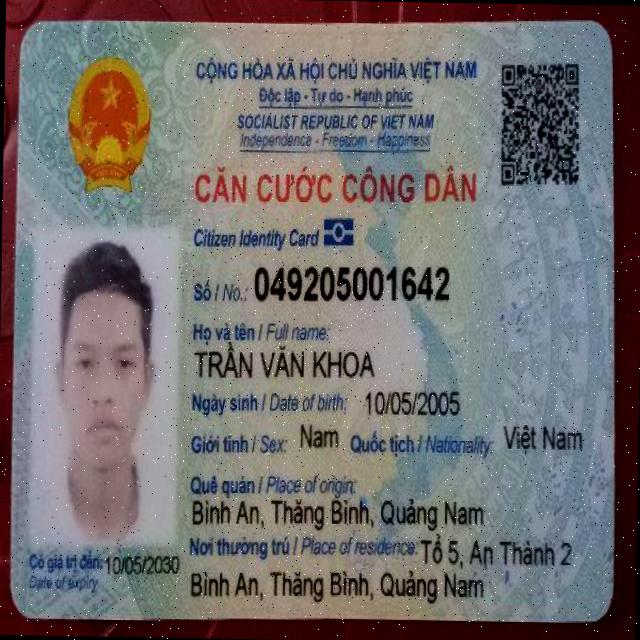 CỘNG HÒA XÃ HỘI CHỦ NGHĨA VIỆT NAM
Độc lập - Tự do - Hạnh phúc
SOCIALIST REPUBLIC OF VIET NAM
Independence - Freedom - Happiness
CĂN CƯỚC CÔNG DÂN
Citizen Identity Card
Số / No.: 049205001642
Họ và tên / Full name:
TRẦN VĂN KHOA
Ngày sinh / Date of birth: 10/05/2005
Giới tính / Sex: Nam Quốc tịch / Nationality: Việt Nam
Quê quán / Place of origin:
Bình An, Thăng Bình, Quảng Nam
Nơi thường trú / Place of residence: Tổ 5, An Thành 2
Bình An, Thăng Bình, Quảng Nam
Có giá trị đến: 10/05/2030
Date of expiry